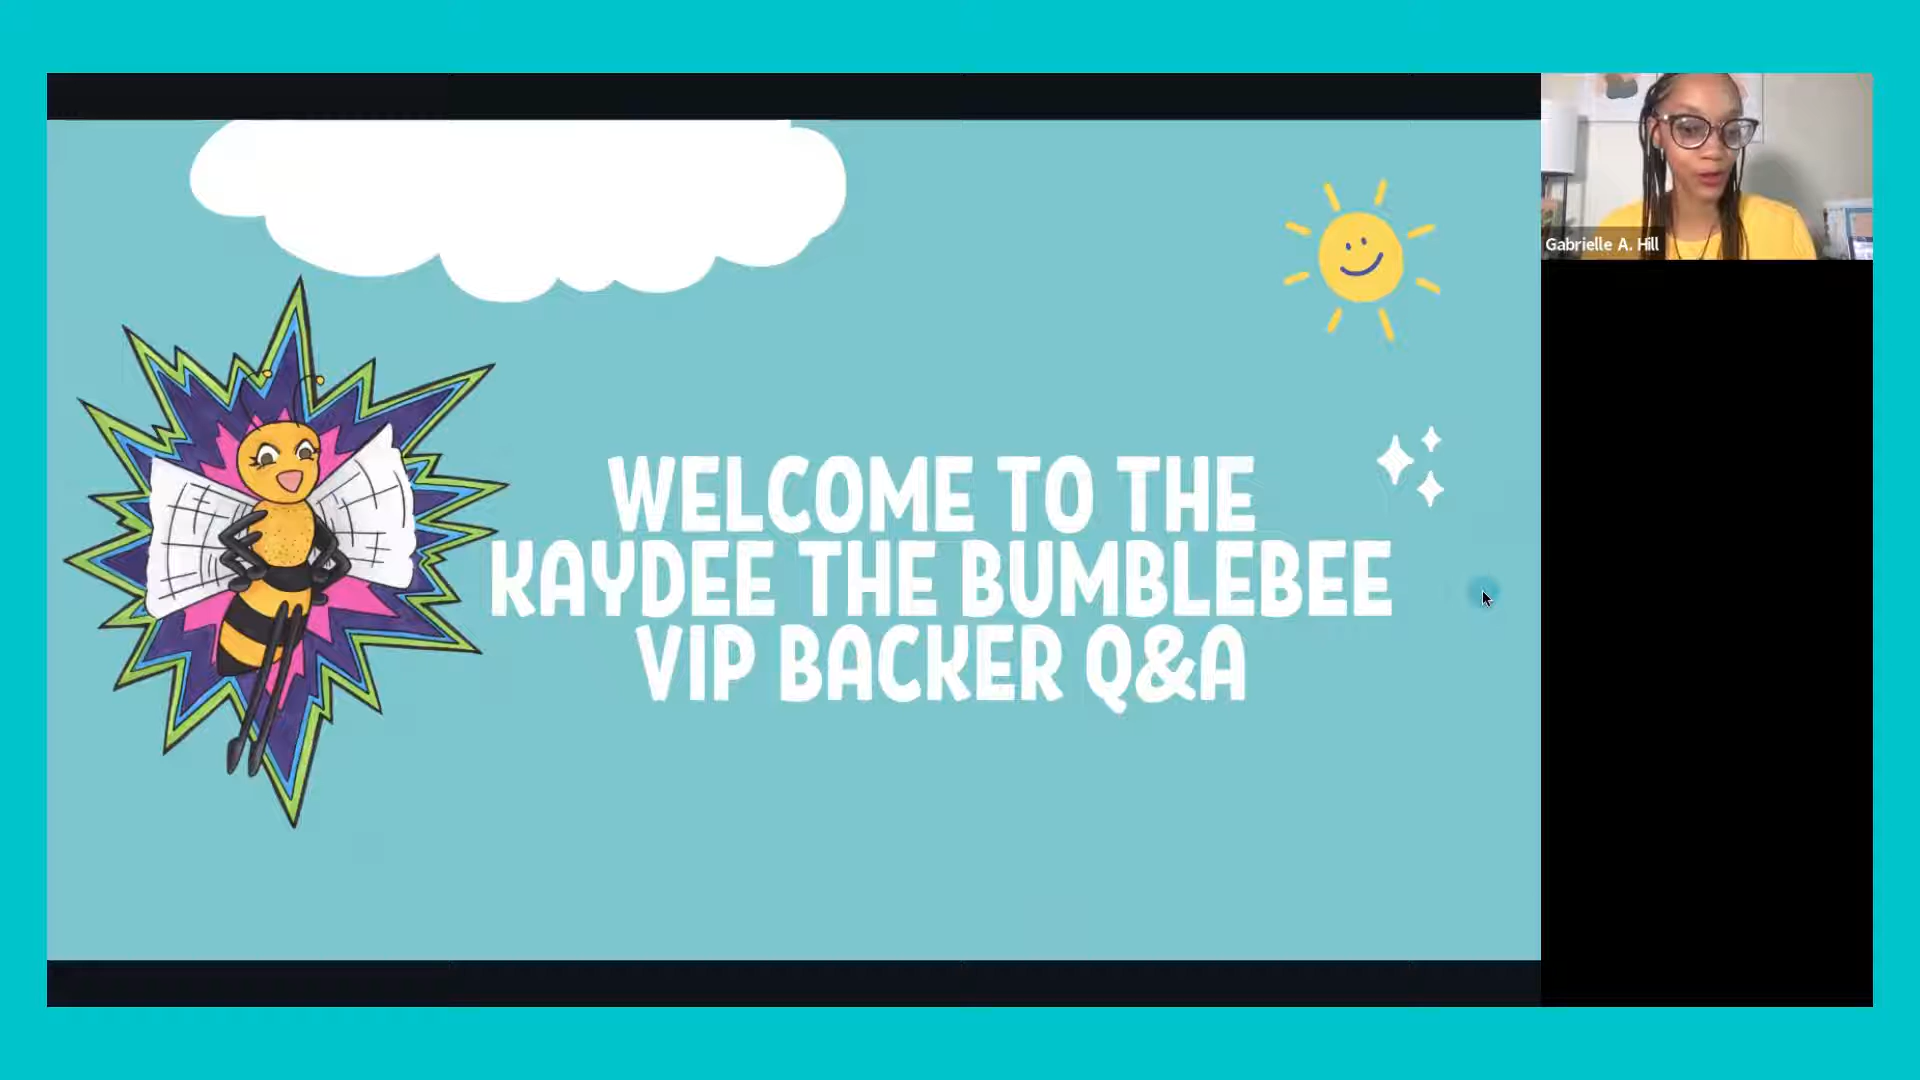 WELCOME TO THE
KAYDEE THE BUMBLEBEE
VIP BACKER Q&A
Gabrielle A. Hill